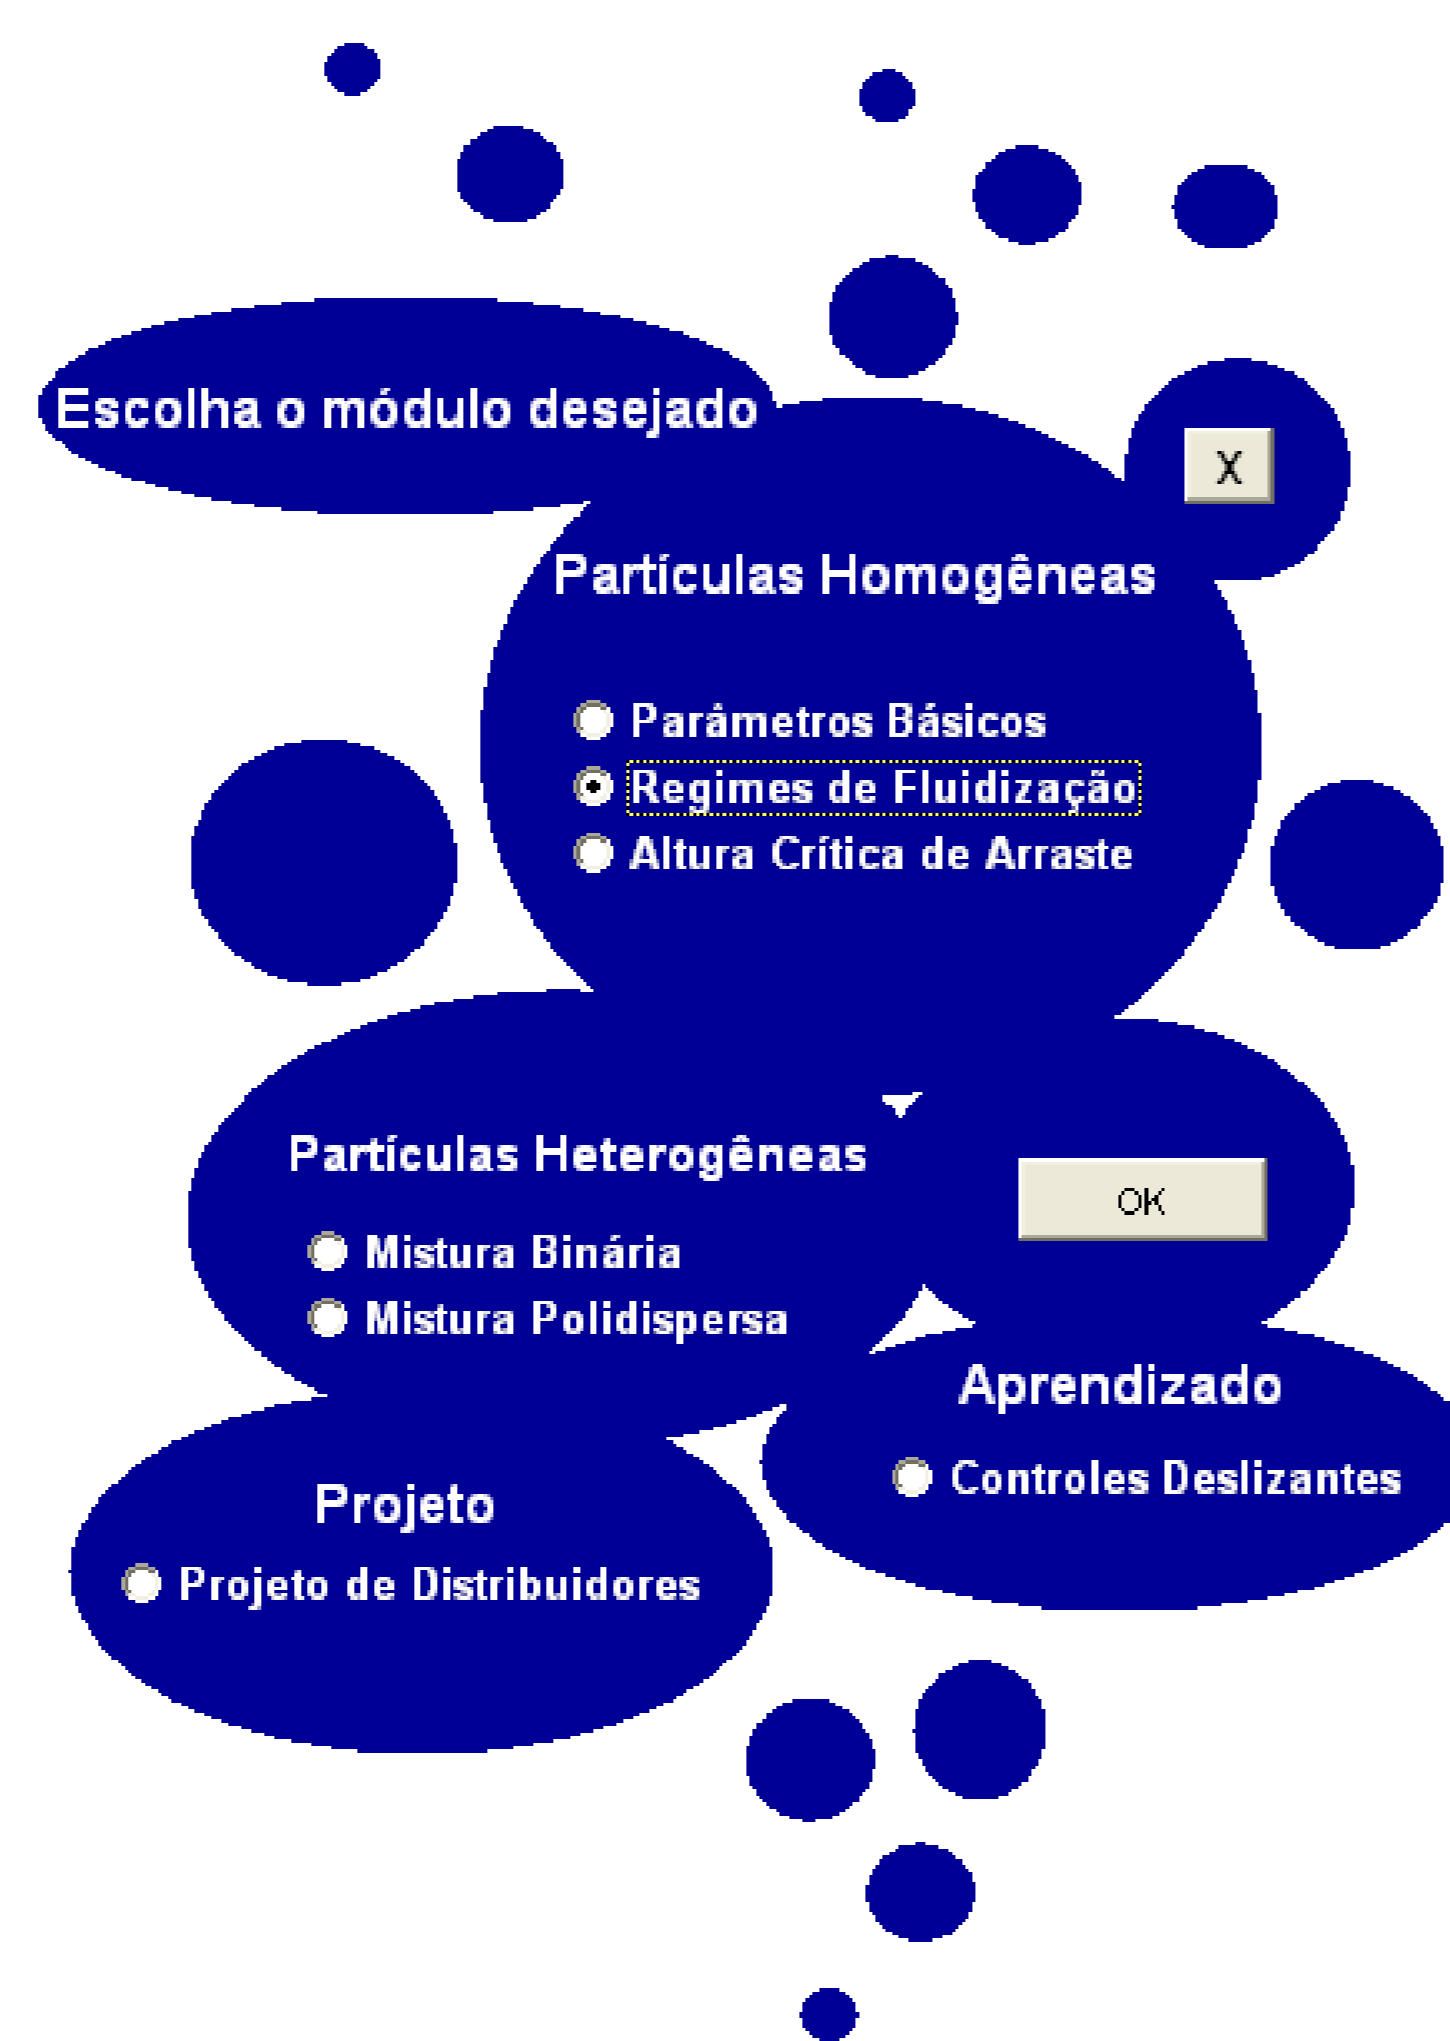 Escolha o módulo desejado
X
Partículas Homogêneas
Parâmetros Básicos
Regimes de Fluidização
Altura Crítica de Arraste
Partículas Heterogêneas
OK
Mistura Binária
Mistura Polidispersa
Aprendizado
Controles Deslizantes
Projeto
Projeto de Distribuidores